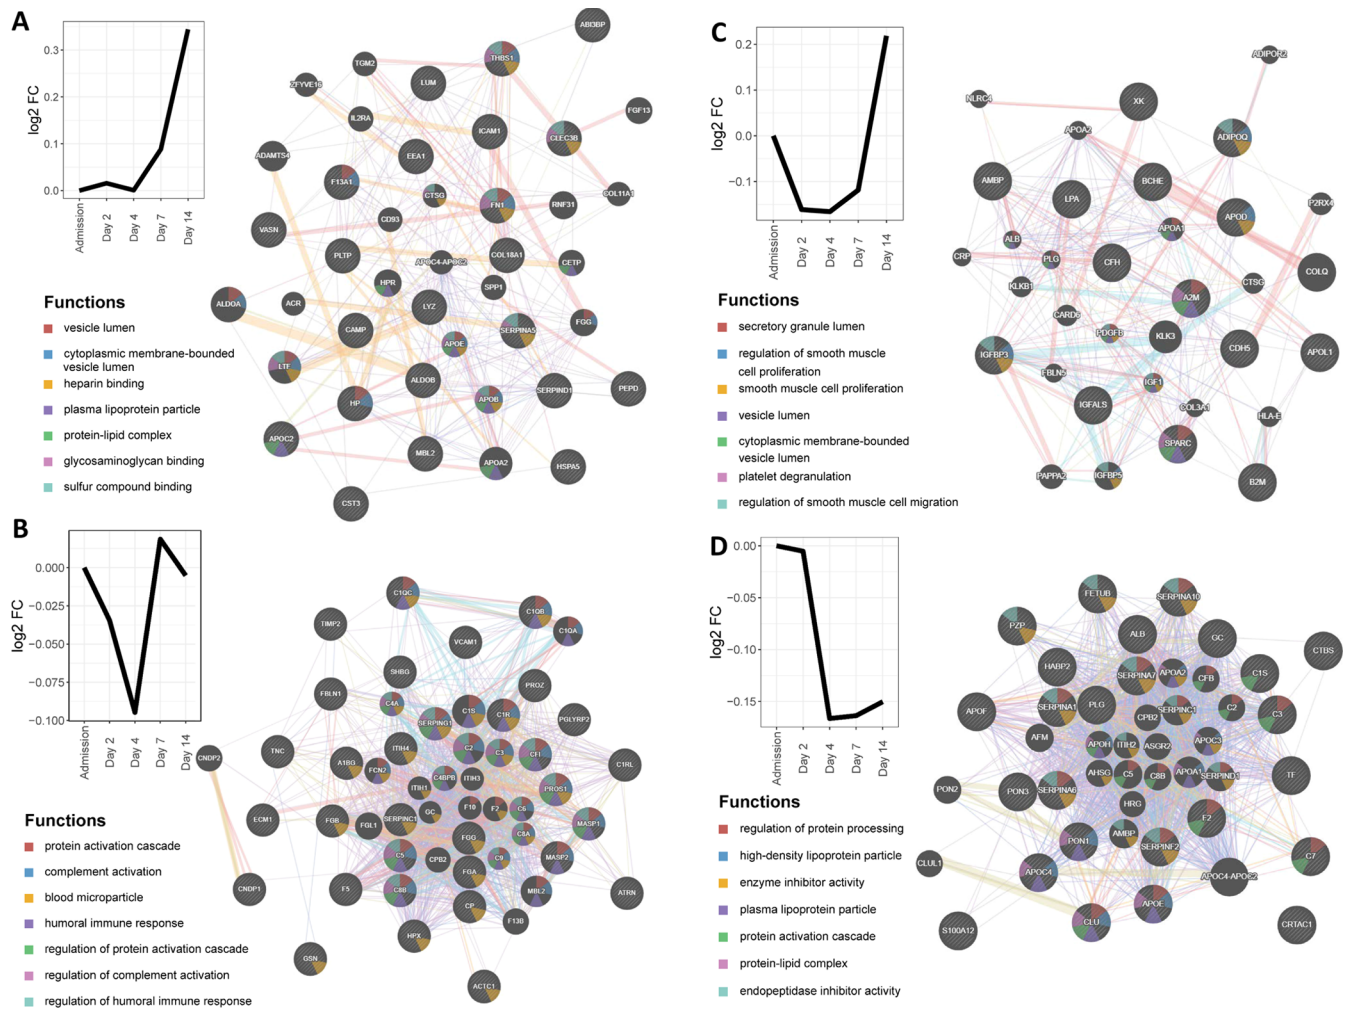 A
log2 FC
0.3
0.2
0.1
0.0
Admission
Day 2
Day 4
Day 7
Day 14
Functions
vesicle lumen
cytoplasmic membrane-bounded
vesicle lumen
heparin binding
plasma lipoprotein particle
protein-lipid complex
glycosaminoglycan binding
sulfur compound binding
ABI3BP
THBS1
TGM2
ZFYVE16
LUM
FGF13
IL2RA
ICAM1
CLEC3B
ADAMTS4
EEA1
F13A1
CTSG
COL11A1
FN1
RNF31
CD93
VASN
PLTP
APOC4-APOC2
COL18A1
CETP
HPR
SPP1
ALDOA
ACR
LYZ
FGG
CAMP
SERPINA5
APOE
LTF
ALDOB
SERPIND1
PEPD
HP
APOB
APOC2
MBL2
APOA2
HSPA5
CST3
B
log2 FC
0.000
−0.025
−0.050
−0.075
−0.100
Admission
Day 2
Day 4
Day 7
Day 14
Functions
protein activation cascade
complement activation
blood microparticle
humoral immune response
regulation of protein activation cascade
regulation of complement activation
regulation of humoral immune response
C1QC
C1QB
TIMP2
C1QA
VCAM1
SHBG
FBLN1
PROZ
C4A
C1S
C1R
SERPING1
PGLYRP2
TNC
ITIH4
C2
C3
CFI
CNDP2
A1BG
FCN2
C4BPB
ITIH3
C1RL
ITIH1
PROS1
F10
F2
C6
ECM1
FGB
FGL1
SERPINC1
GC
MASP1
FGG
C8A
C5
CPB2
C9
MASP2
FGA
CNDP1
F5
C8B
MBL2
ATRN
CP
F13B
HPX
GSN
ACTC1
C
log2 FC
0.2
0.1
0.0
−0.1
Admission
Day 2
Day 4
Day 7
Day 14
Functions
secretory granule lumen
regulation of smooth muscle
cell proliferation
smooth muscle cell proliferation
vesicle lumen
cytoplasmic membrane-bounded
vesicle lumen
platelet degranulation
regulation of smooth muscle cell migration
ADIPOR2
NLRC4
XK
APOA2
ADIPOQ
AMBP
BCHE
LPA
P2RX4
APOD
APOA1
ALB
CRP
PLG
CFH
COLQ
KLKB1
CTSG
A2M
CARD6
PDGFB
KLK3
IGFBP3
CDH5
APOL1
FBLN5
IGF1
IGFALS
COL3A1
HLA-E
SPARC
PAPPA2
IGFBP5
B2M
D
log2 FC
0.00
−0.05
−0.10
−0.15
Admission
Day 2
Day 4
Day 7
Day 14
Functions
regulation of protein processing
high-density lipoprotein particle
enzyme inhibitor activity
plasma lipoprotein particle
protein activation cascade
protein-lipid complex
endopeptidase inhibitor activity
FETUB
SERPINA10
PZP
ALB
GC
CTBS
HABP2
SERPINA7
APOA2
CFB
C1S
APOF
SERPINA1
PLG
SERPINC1
C2
C3
CPB2
AFM
APOH
ITIH2
ASGR2
APOC3
AHSG
C5
C8B
APOA1
SERPIND1
TF
PON2
PON3
SERPINA6
HRG
F2
PON1
AMBP
SERPINF2
CLUL1
C7
APOC4
APOC4-APOC2
APOE
CLU
S100A12
CRTAC1